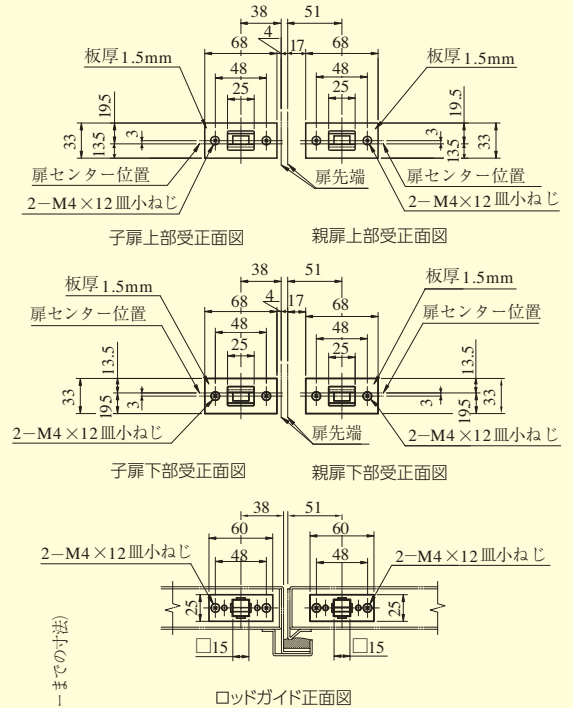 38
51
4
68
17
68
板厚1.5mm
板厚1.5mm
48
48
25
25
19.5
33
13.5
3
3
19.5
33
13.5
扉センター位置
扉先端
扉センター位置
2−M4×12皿小ねじ
2−M4×12皿小ねじ
子扉上部受正面図
親扉上部受正面図
38
51
板厚1.5mm
4
17
板厚1.5mm
68
68
扉センター位置
扉センター位置
48
48
25
25
13.5
33
19.5
3
3
13.5
33
19.5
2−M4×12皿小ねじ
扉先端
2−M4×12皿小ねじ
子扉下部受正面図
親扉下部受正面図
38
51
60
60
2−M4×12皿小ねじ
48
48
2−M4×12皿小ねじ
25
25
□15
□15
ーまでの寸法)
ロッドガイド正面図